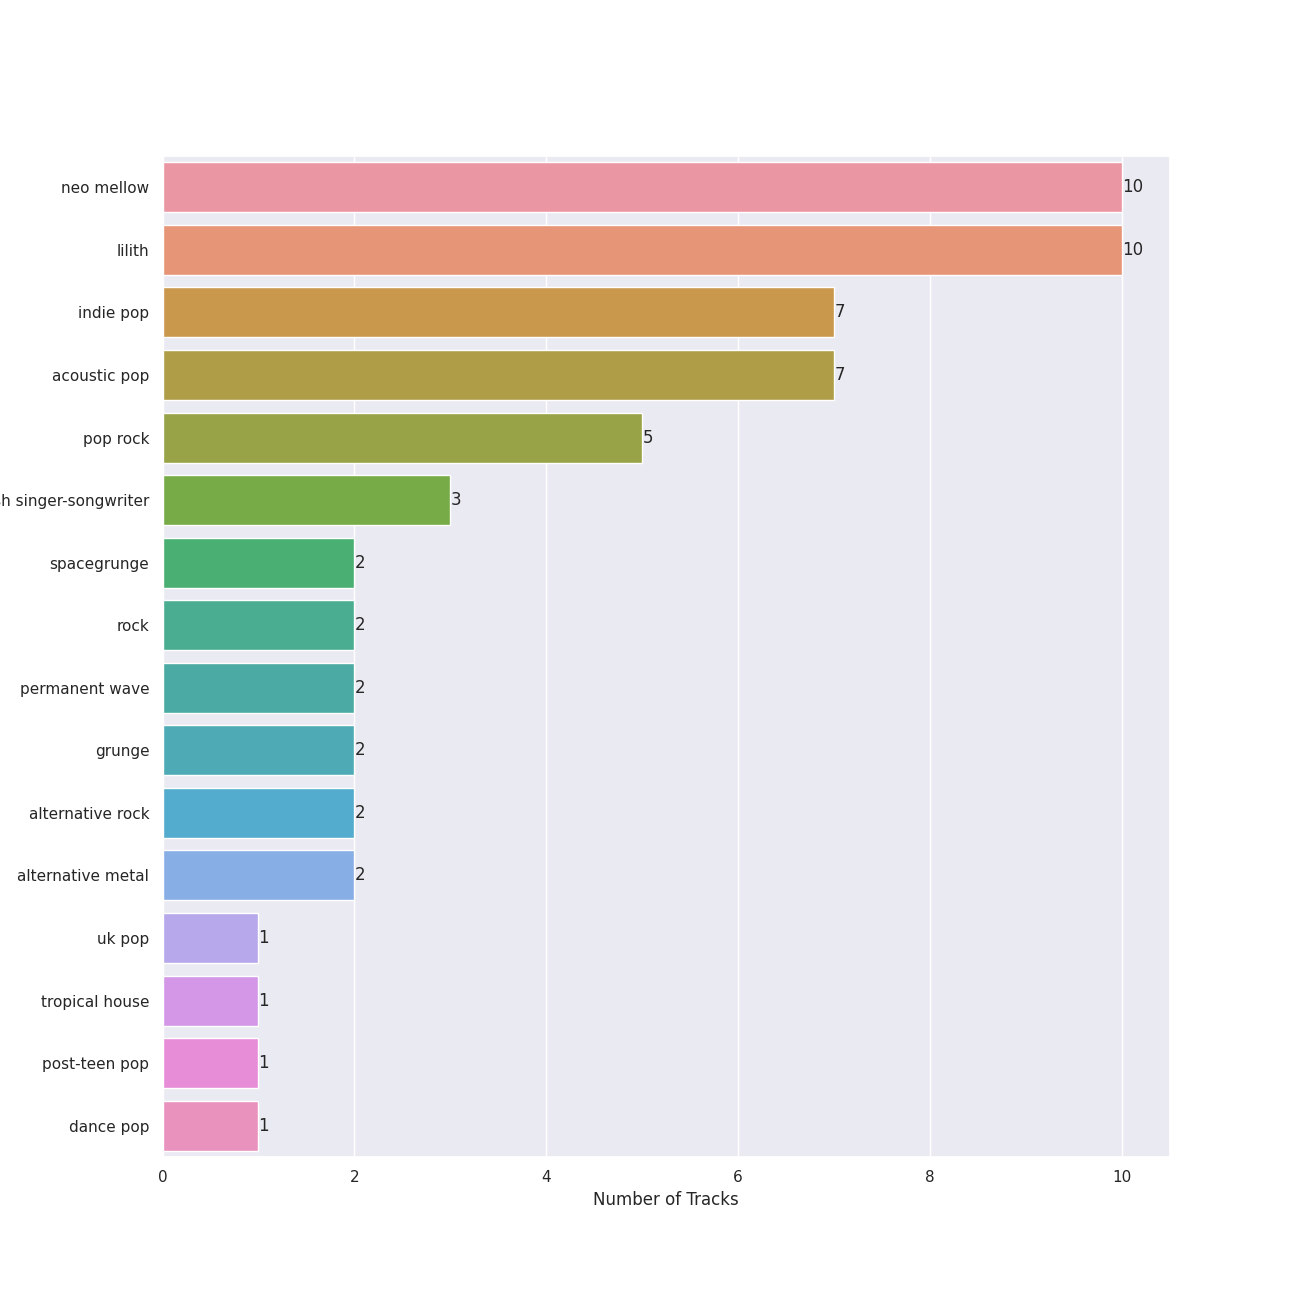 neo mellow 10
lilith 10
indie pop 7
acoustic pop 7
pop rock 5
singer-songwriter 3
spacegrunge 2
rock 2
permanent wave 2
grunge 2
alternative rock 2
alternative metal 2
uk pop 1
tropical house 1
post-teen pop 1
dance pop 1
0 2 4 6 8 10
Number of Tracks